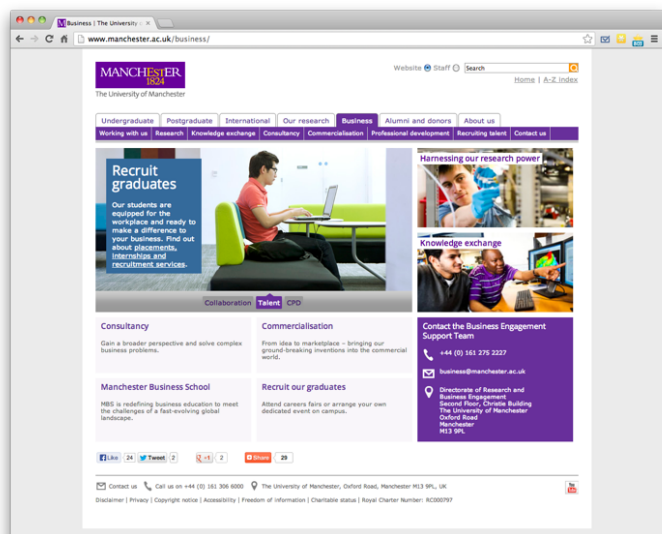 Business | The University o
www.manchester.ac.uk/business/
MANCHESTER
1824
The University of Manchester
Website Staff Search
Home | A-Z index
Undergraduate Postgraduate International Our research Business Alumni and donors About us
Working with us Research Knowledge exchange Consultancy Commercialisation Professional development Recruiting talent Contact us
Recruit
graduates
Our students are
equipped for the
workplace and ready to
make a difference to
your business. Find out
about placements,
internships and
recruitment services.
Collaboration Talent CPD
Harnessing our research power
Knowledge exchange
Consultancy
Gain a broader perspective and solve complex
business problems.
Commercialisation
From idea to marketplace – bringing our
ground-breaking inventions into the commercial
world.
Manchester Business School
MBS is redefining business education to meet
the challenges of a fast-evolving global
landscape.
Recruit our graduates
Attend careers fairs or arrange your own
dedicated event on campus.
Contact the Business Engagement
Support Team
+44 (0) 161 275 2227
business@manchester.ac.uk
Directorate of Research and
Business Engagement
Second Floor, Christie Building
The University of Manchester
Oxford Road
Manchester
M13 9PL
Like 24 Tweet 2 +1 2 Share 29
Contact us Call us on +44 (0) 161 306 6000 The University of Manchester, Oxford Road, Manchester M13 9PL, UK
You
Disclaimer | Privacy | Copyright notice | Accessibility | Freedom of information | Charitable status | Royal Charter Number: RC000797